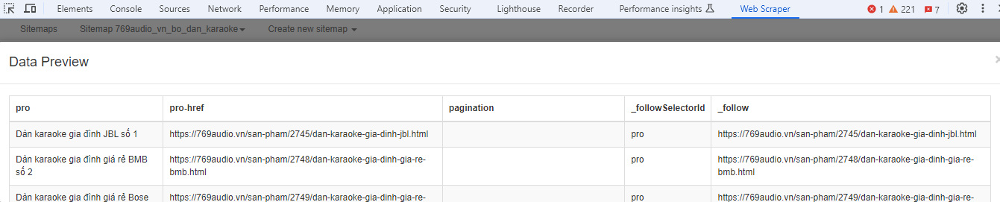 Elements Console Sources Network Performance Memory Application Security Lighthouse Recorder Performance insights Web Scraper 1 221 7
Sitemaps Sitemap 769audio_vn_bo_dan_karaoke Create new sitemap
Data Preview ×
pro pro-href pagination _followSelectorId _follow
Dàn karaoke gia đình JBL số 1 https://769audio.vn/san-pham/2745/dan-karaoke-gia-dinh-jbl.html pro https://769audio.vn/san-pham/2745/dan-karaoke-gia-dinh-jbl.html
Dàn karaoke gia đình giá rẻ BMB https://769audio.vn/san-pham/2748/dan-karaoke-gia-dinh-gia-re- pro https://769audio.vn/san-pham/2748/dan-karaoke-gia-dinh-gia-re-
số 2 bmb.html bmb.html
Dàn karaoke gia đình giá rẻ Bose https://769audio.vn/san-pham/2749/dan-karaoke-gia-dinh-gia-re- pro https://769audio.vn/san-pham/2749/dan-karaoke-gia-dinh-gia-re-